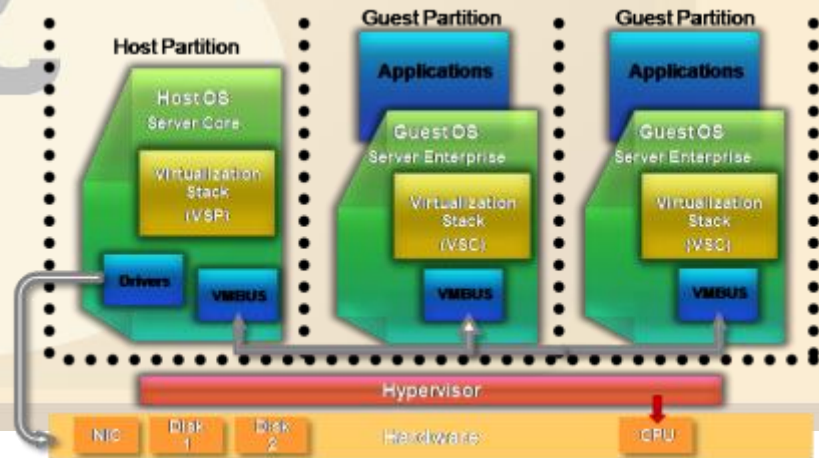 Host Partition
Guest Partition
Guest Partition
Host OS
Server Core
Virtualization
Stack
(VSP)
Drivers
VMBUS
Applications
Guest OS
Server Enterprise
Virtualization
Stack
(VSC)
VMBUS
Applications
Guest OS
Server Enterprise
Virtualization
Stack
(VSC)
VMBUS
Hypervisor
NIC
Disk
1
Disk
2
Hardware
CPU